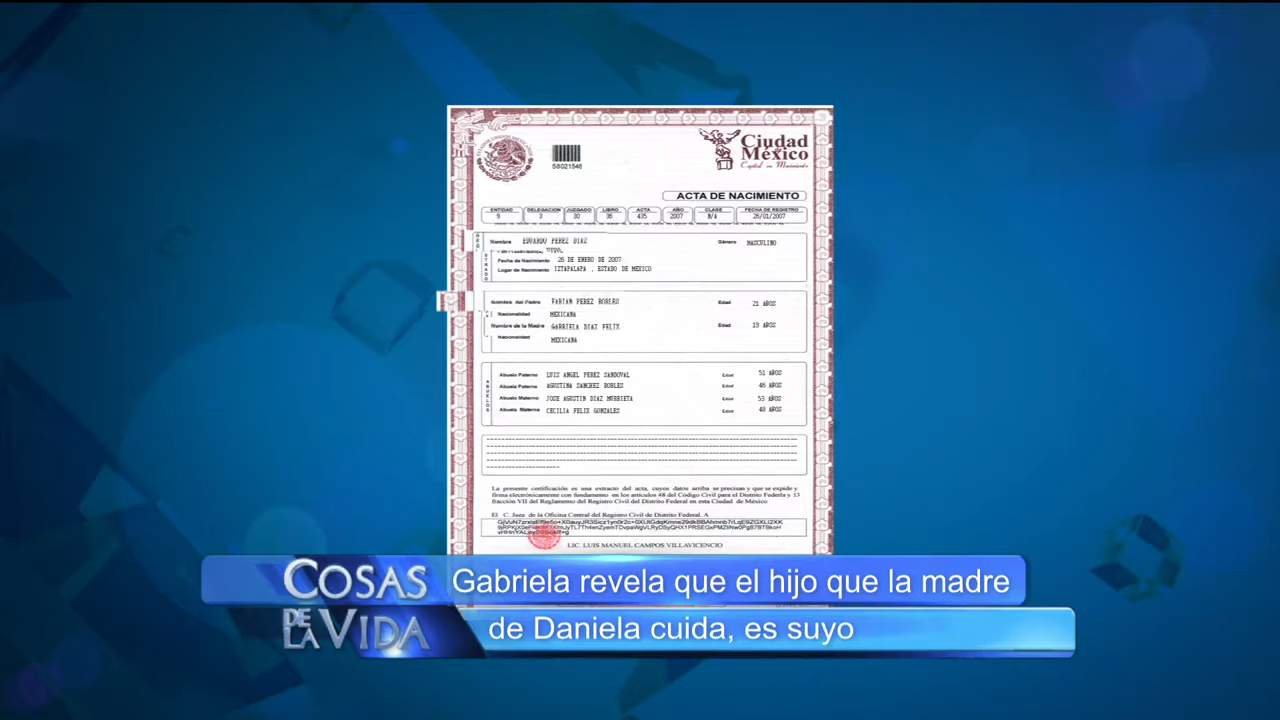 58021548
Ciudad
México
Capital en Movimiento
ACTA DE NACIMIENTO
ENTIDAD DELEGACION JUZGADO LIBRO ACTA AÑO CLASE FECHA DE REGISTRO
9 3 30 36 435 2007 N/A 26/01/2007
Nombre EDUARDO PEREZ DIAZ Género MASCULINO
Fecha de Nacimiento 26 DE ENERO DE 2007
Lugar de Nacimiento IZTAPALAPA , ESTADO DE MEXICO
Nombre del Padre FABIAN PEREZ ROBLES Edad 21 AÑOS
Nacionalidad MEXICANA
Nombre de la Madre GABRIELA DIAZ FELIX Edad 19 AÑOS
Nacionalidad MEXICANA
ABUELOS
Abuelo Paterno LUIS ANGEL PEREZ SANDOVAL Edad 51 AÑOS
Abuela Paterna AGUSTINA SANCHEZ ROBLES Edad 46 AÑOS
Abuelo Materno JOSE AGUSTIN DIAZ MURRIETA Edad 53 AÑOS
Abuela Materna CECILIA FELIX GONZALES Edad 48 AÑOS
La presente certificación es una extracto del acta, cuyos datos arriba se precisan y que se expide y
firma electrónicamente con fundamento en los artículos 48 del Código Civil para el Distrito Federla y 13
fracción VII del Reglamento del Registro Civil del Distrito Federal en esta Ciudad de México
El C. Juez de la Oficina Central del Registro Civil de Distrito Federal. A
LIC. LUIS MANUEL CAMPOS VILLAVICENCIO
COSAS
DE LA VIDA
Gabriela revela que el hijo que la madre
de Daniela cuida, es suyo